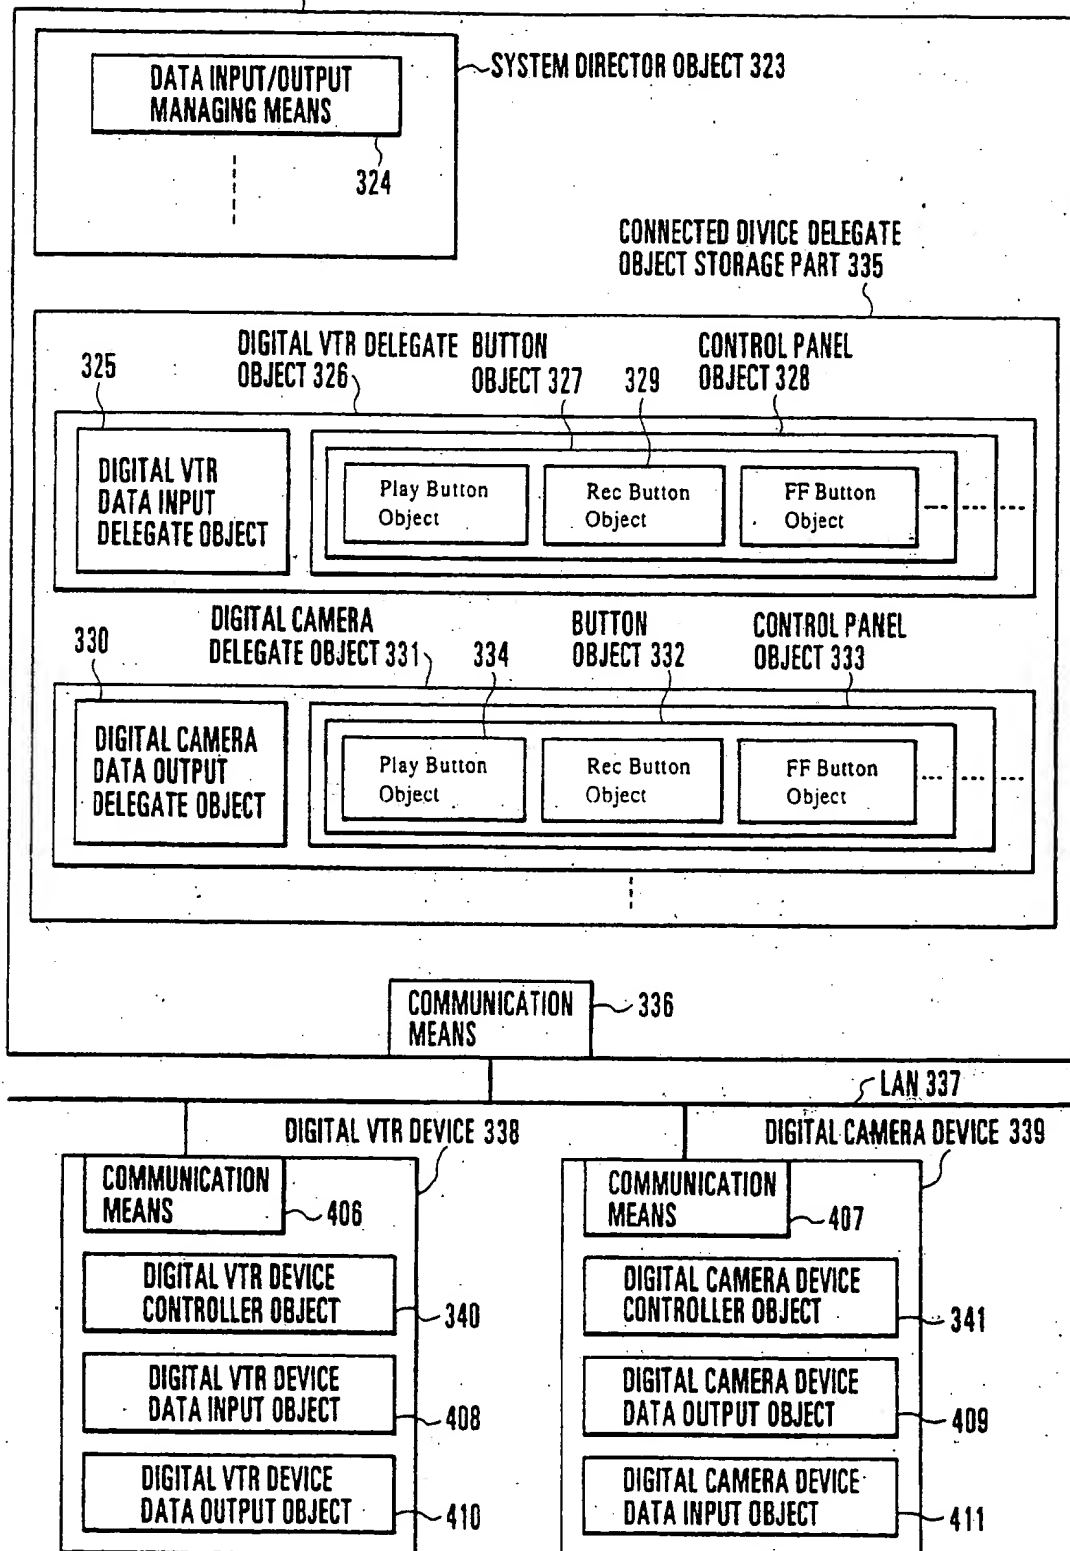 DATA INPUT/OUTPUT
MANAGING MEANS
324
SYSTEM DIRECTOR OBJECT 323
CONNECTED DIVICE DELEGATE
OBJECT STORAGE PART 335
325
DIGITAL VTR DELEGATE
OBJECT 326
BUTTON
OBJECT 327
329
CONTROL PANEL
OBJECT 328
DIGITAL VTR
DATA INPUT
DELEGATE OBJECT
Play Button
Object
Rec Button
Object
FF Button
Object
330
DIGITAL CAMERA
DELEGATE OBJECT 331
334
BUTTON
OBJECT 332
CONTROL PANEL
OBJECT 333
DIGITAL CAMERA
DATA OUTPUT
DELEGATE OBJECT
Play Button
Object
Rec Button
Object
FF Button
Object
COMMUNICATION
MEANS
336
LAN 337
DIGITAL VTR DEVICE 338
COMMUNICATION
MEANS
406
DIGITAL VTR DEVICE
CONTROLLER OBJECT
340
DIGITAL VTR DEVICE
DATA INPUT OBJECT
408
DIGITAL VTR DEVICE
DATA OUTPUT OBJECT
410
DIGITAL CAMERA DEVICE 339
COMMUNICATION
MEANS
407
DIGITAL CAMERA DEVICE
CONTROLLER OBJECT
341
DIGITAL CAMERA DEVICE
DATA OUTPUT OBJECT
409
DIGITAL CAMERA DEVICE
DATA INPUT OBJECT
411